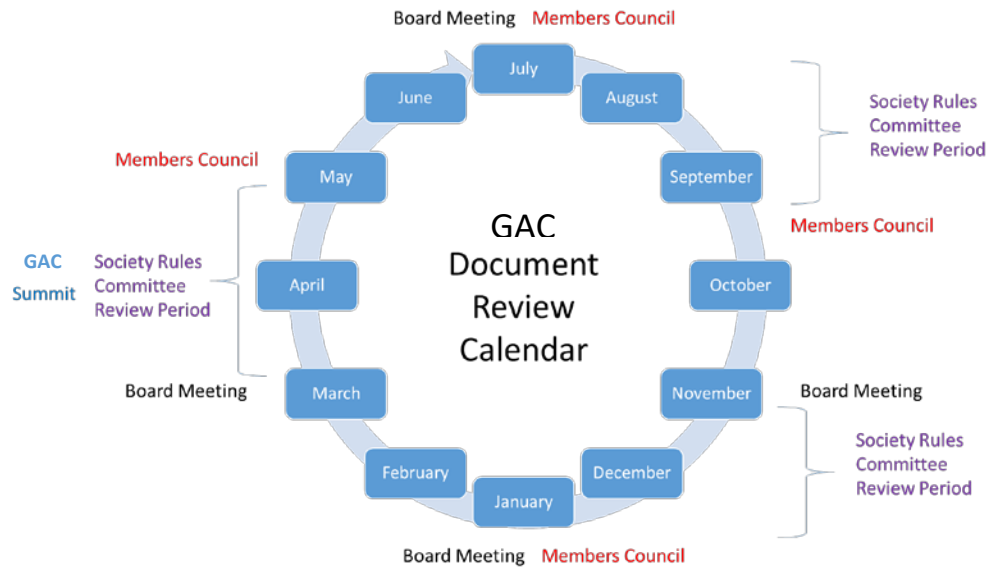 Board Meeting Members Council
July
June
August
Society Rules
Committee
Review Period
Members Council
May
September
Members Council
GAC
Document
Review
Calendar
GAC
Summit
Society Rules
Committee
Review Period
April
October
Board Meeting
March
November
Board Meeting
Society Rules
Committee
Review Period
February
December
January
Board Meeting Members Council